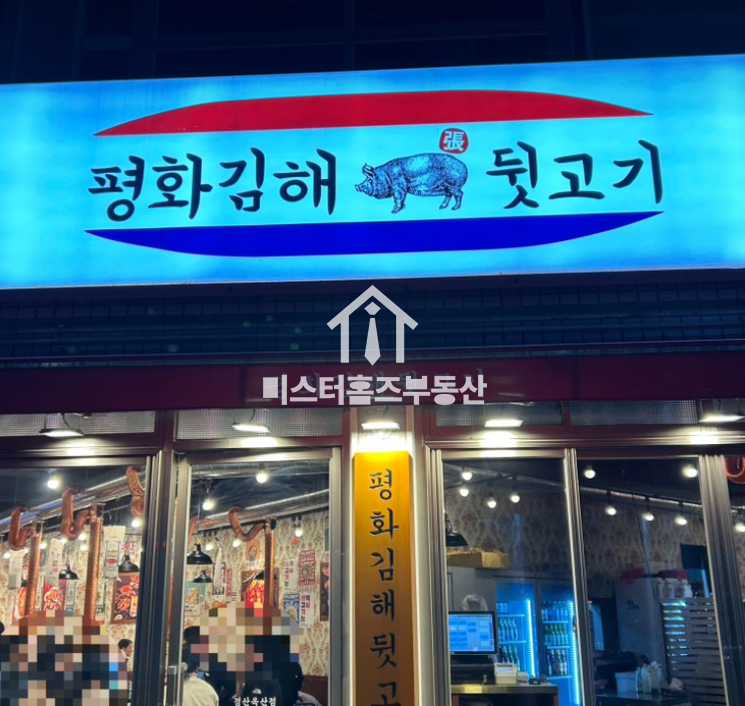 평화김해 張 뒷고기
미스터홈즈부동산
평화김해뒷고